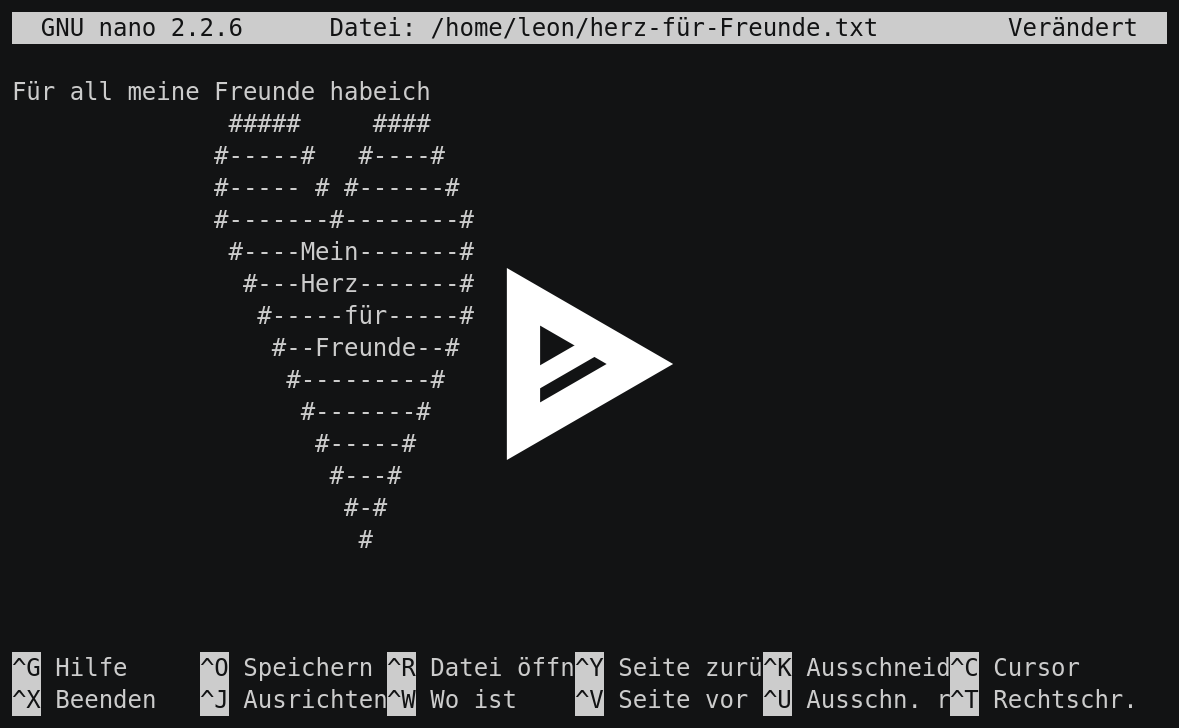 GNU nano 2.2.6      Datei: /home/leon/herz-für-Freunde.txt         Verändert
Für all meine Freunde habeich
               #####     ####
              #-----#   #----#
              #----- # #------#
              #-------#--------#
               #----Mein-------#
                #---Herz-------#
                 #-----für-----#
                  #--Freunde--#
                   #---------#
                    #-------#
                     #-----#
                      #---#
                       #-#
                        #
^G Hilfe     ^O Speichern ^R Datei öffn^Y Seite zurü^K Ausschneid^C Cursor
^X Beenden   ^J Ausrichten^W Wo ist    ^V Seite vor ^U Ausschn. r^T Rechtschr.